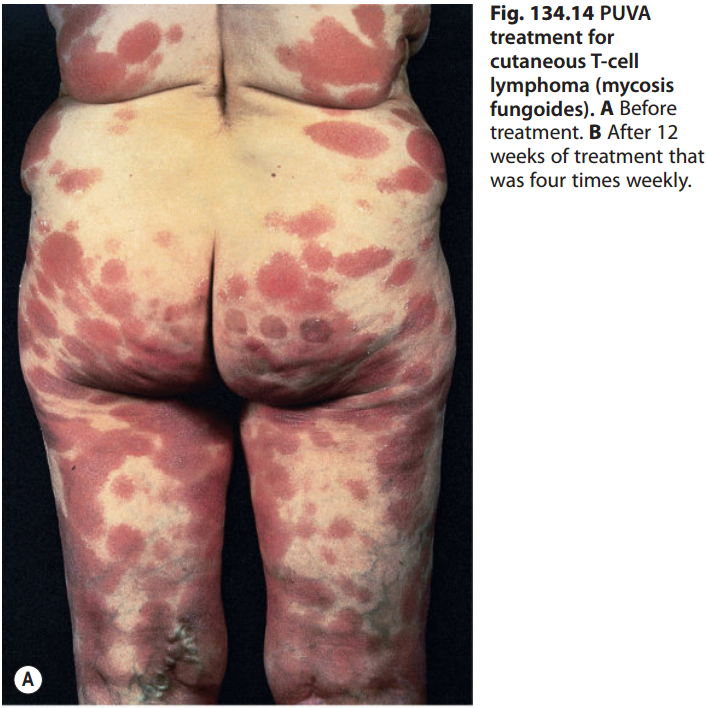 Fig. 134.14 PUVA
treatment for
cutaneous T-cell
lymphoma (mycosis
fungoides). A Before
treatment. B After 12
weeks of treatment that
was four times weekly.
A